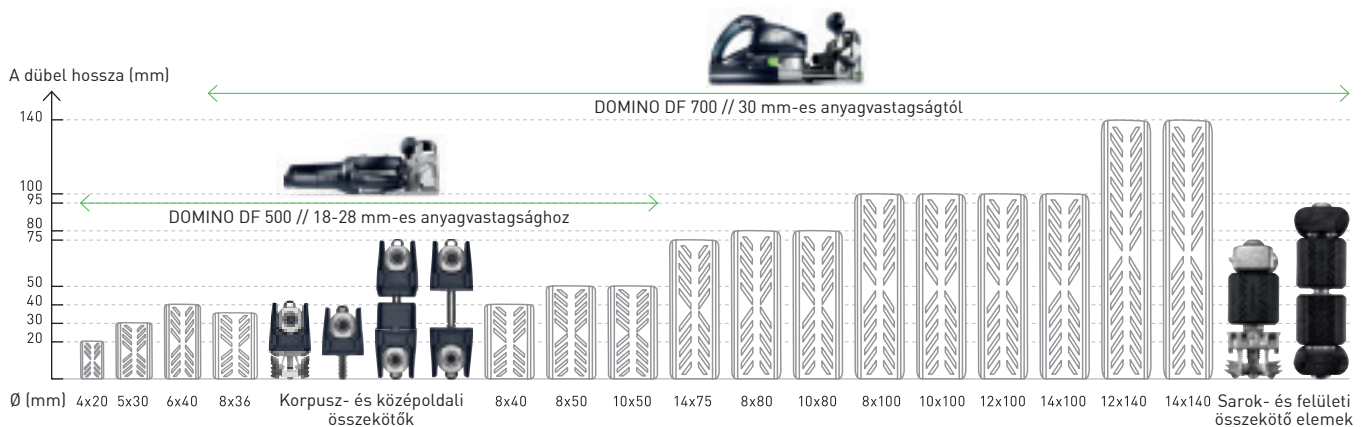 A dübel hossza (mm)
DOMINO DF 700 // 30 mm-es anyagvastagságtól
140
100
95
DOMINO DF 500 // 18-28 mm-es anyagvastagsághoz
80
75
50
40
30
20
Ø (mm) 4x20 5x30 6x40 8x36 Korpusz- és középoldali 8x40 8x50 10x50 14x75 8x80 10x80 8x100 10x100 12x100 14x100 12x140 14x140 Sarok- és felületi
összekötők összekötő elemek